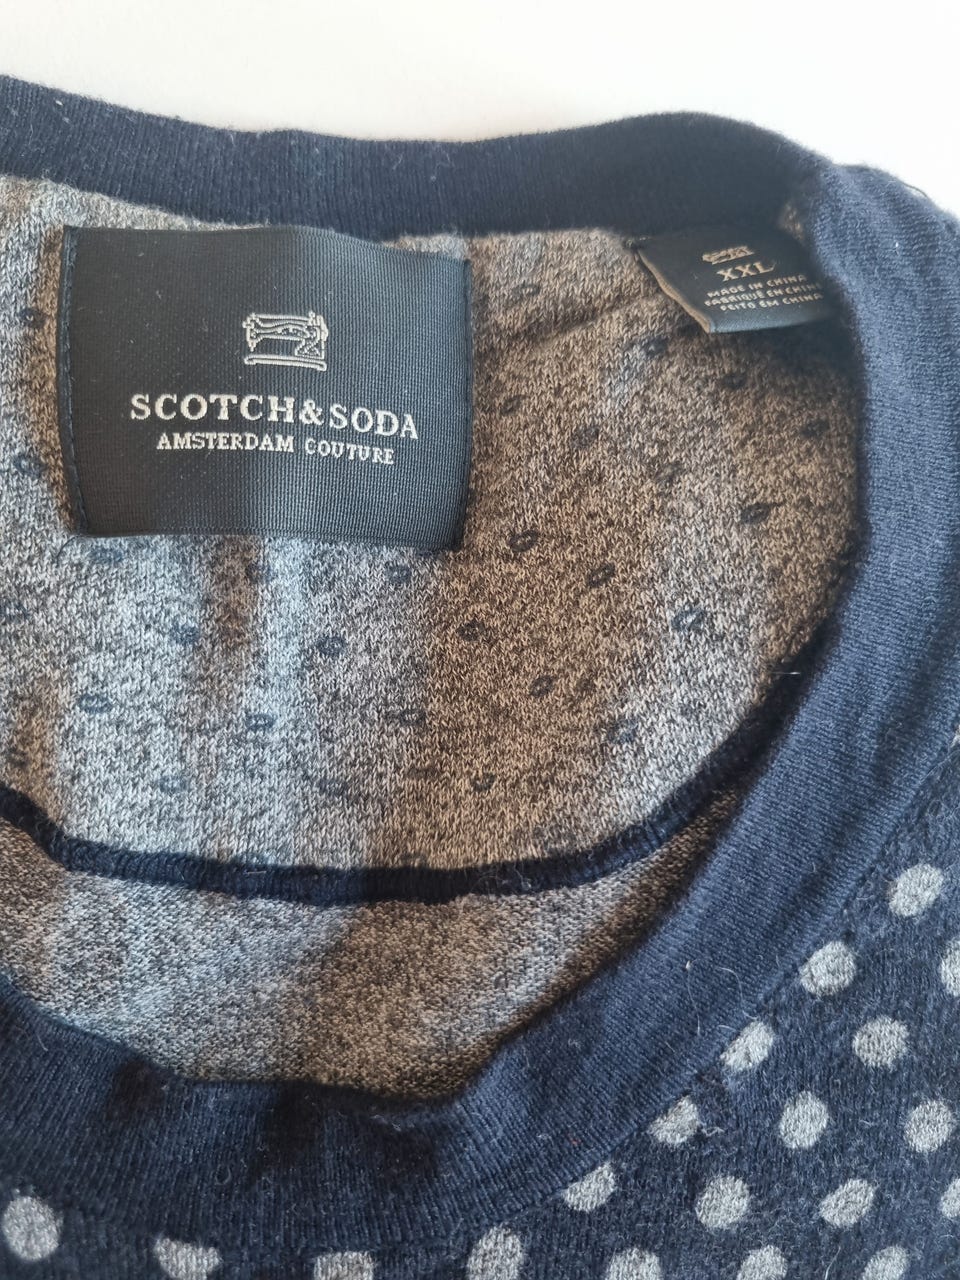 SCOTCH&SODA
AMSTERDAM COUTURE
XXL
MADE IN CHINA
FABRIQUÉ EN CHINE
FEITO EM CHINA